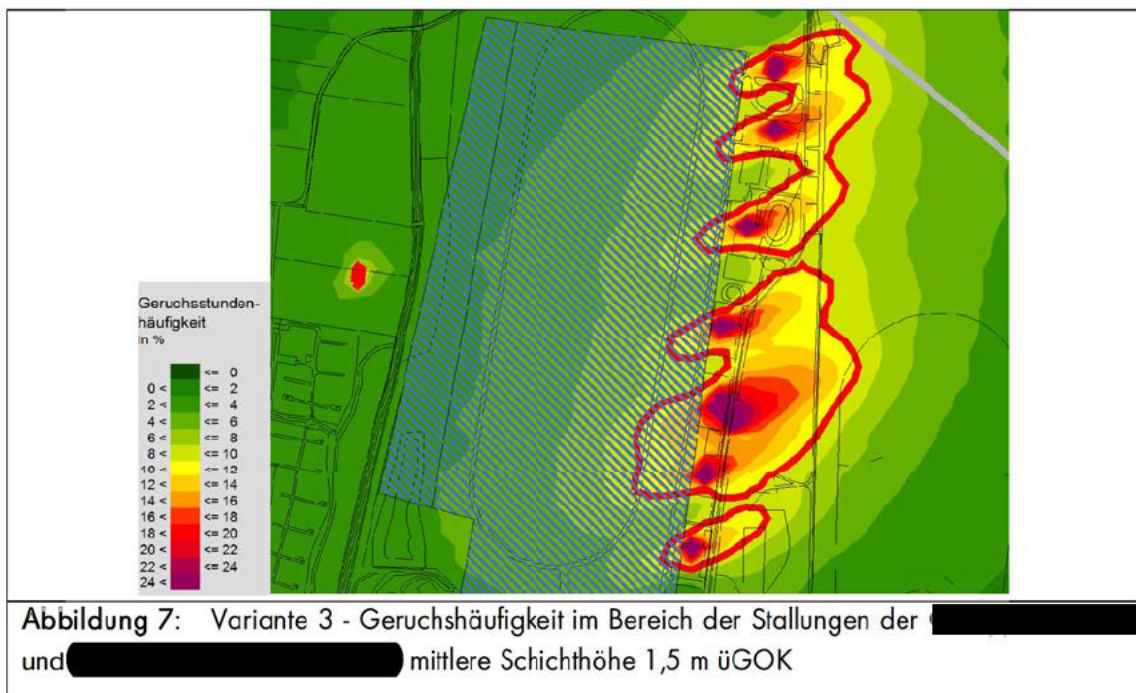 Geruchsstunden-
häufigkeit
In %
<= 0
0 < <= 2
2 < <= 4
4 < <= 6
6 < <= 8
8 < <= 10
10 < <= 12
12 < <= 14
14 < <= 16
16 < <= 18
18 < <= 20
20 < <= 22
22 < <= 24
24 <
Abbildung 7: Variante 3 - Geruchshäufigkeit im Bereich der Stallungen der
und mittlere Schichthöhe 1,5 m üGOK